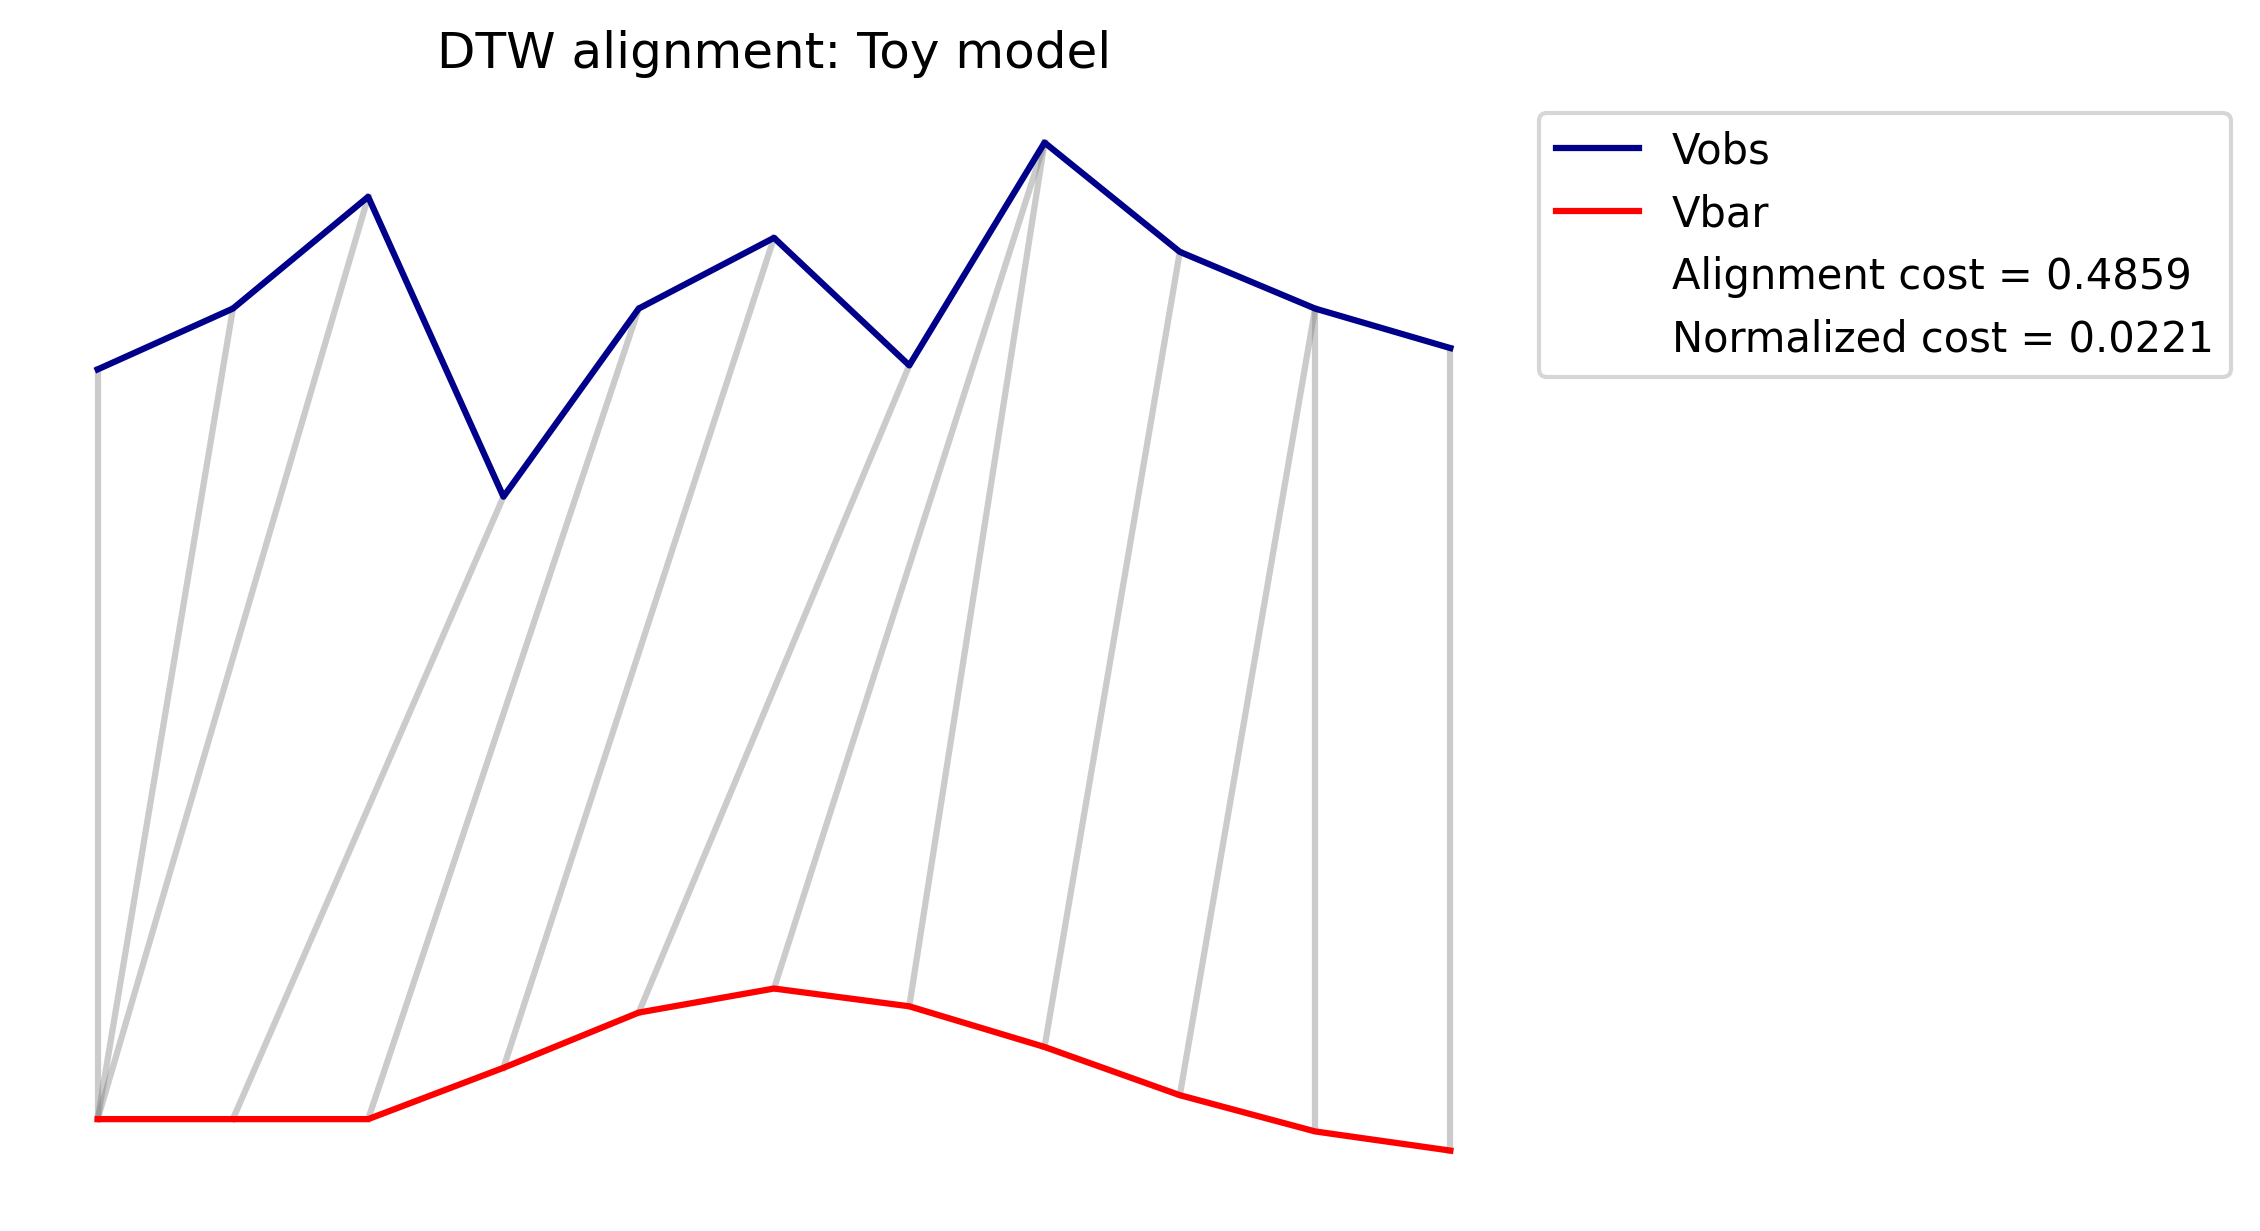 DTW alignment: Toy model
Vobs
Vbar
Alignment cost = 0.4859
Normalized cost = 0.0221